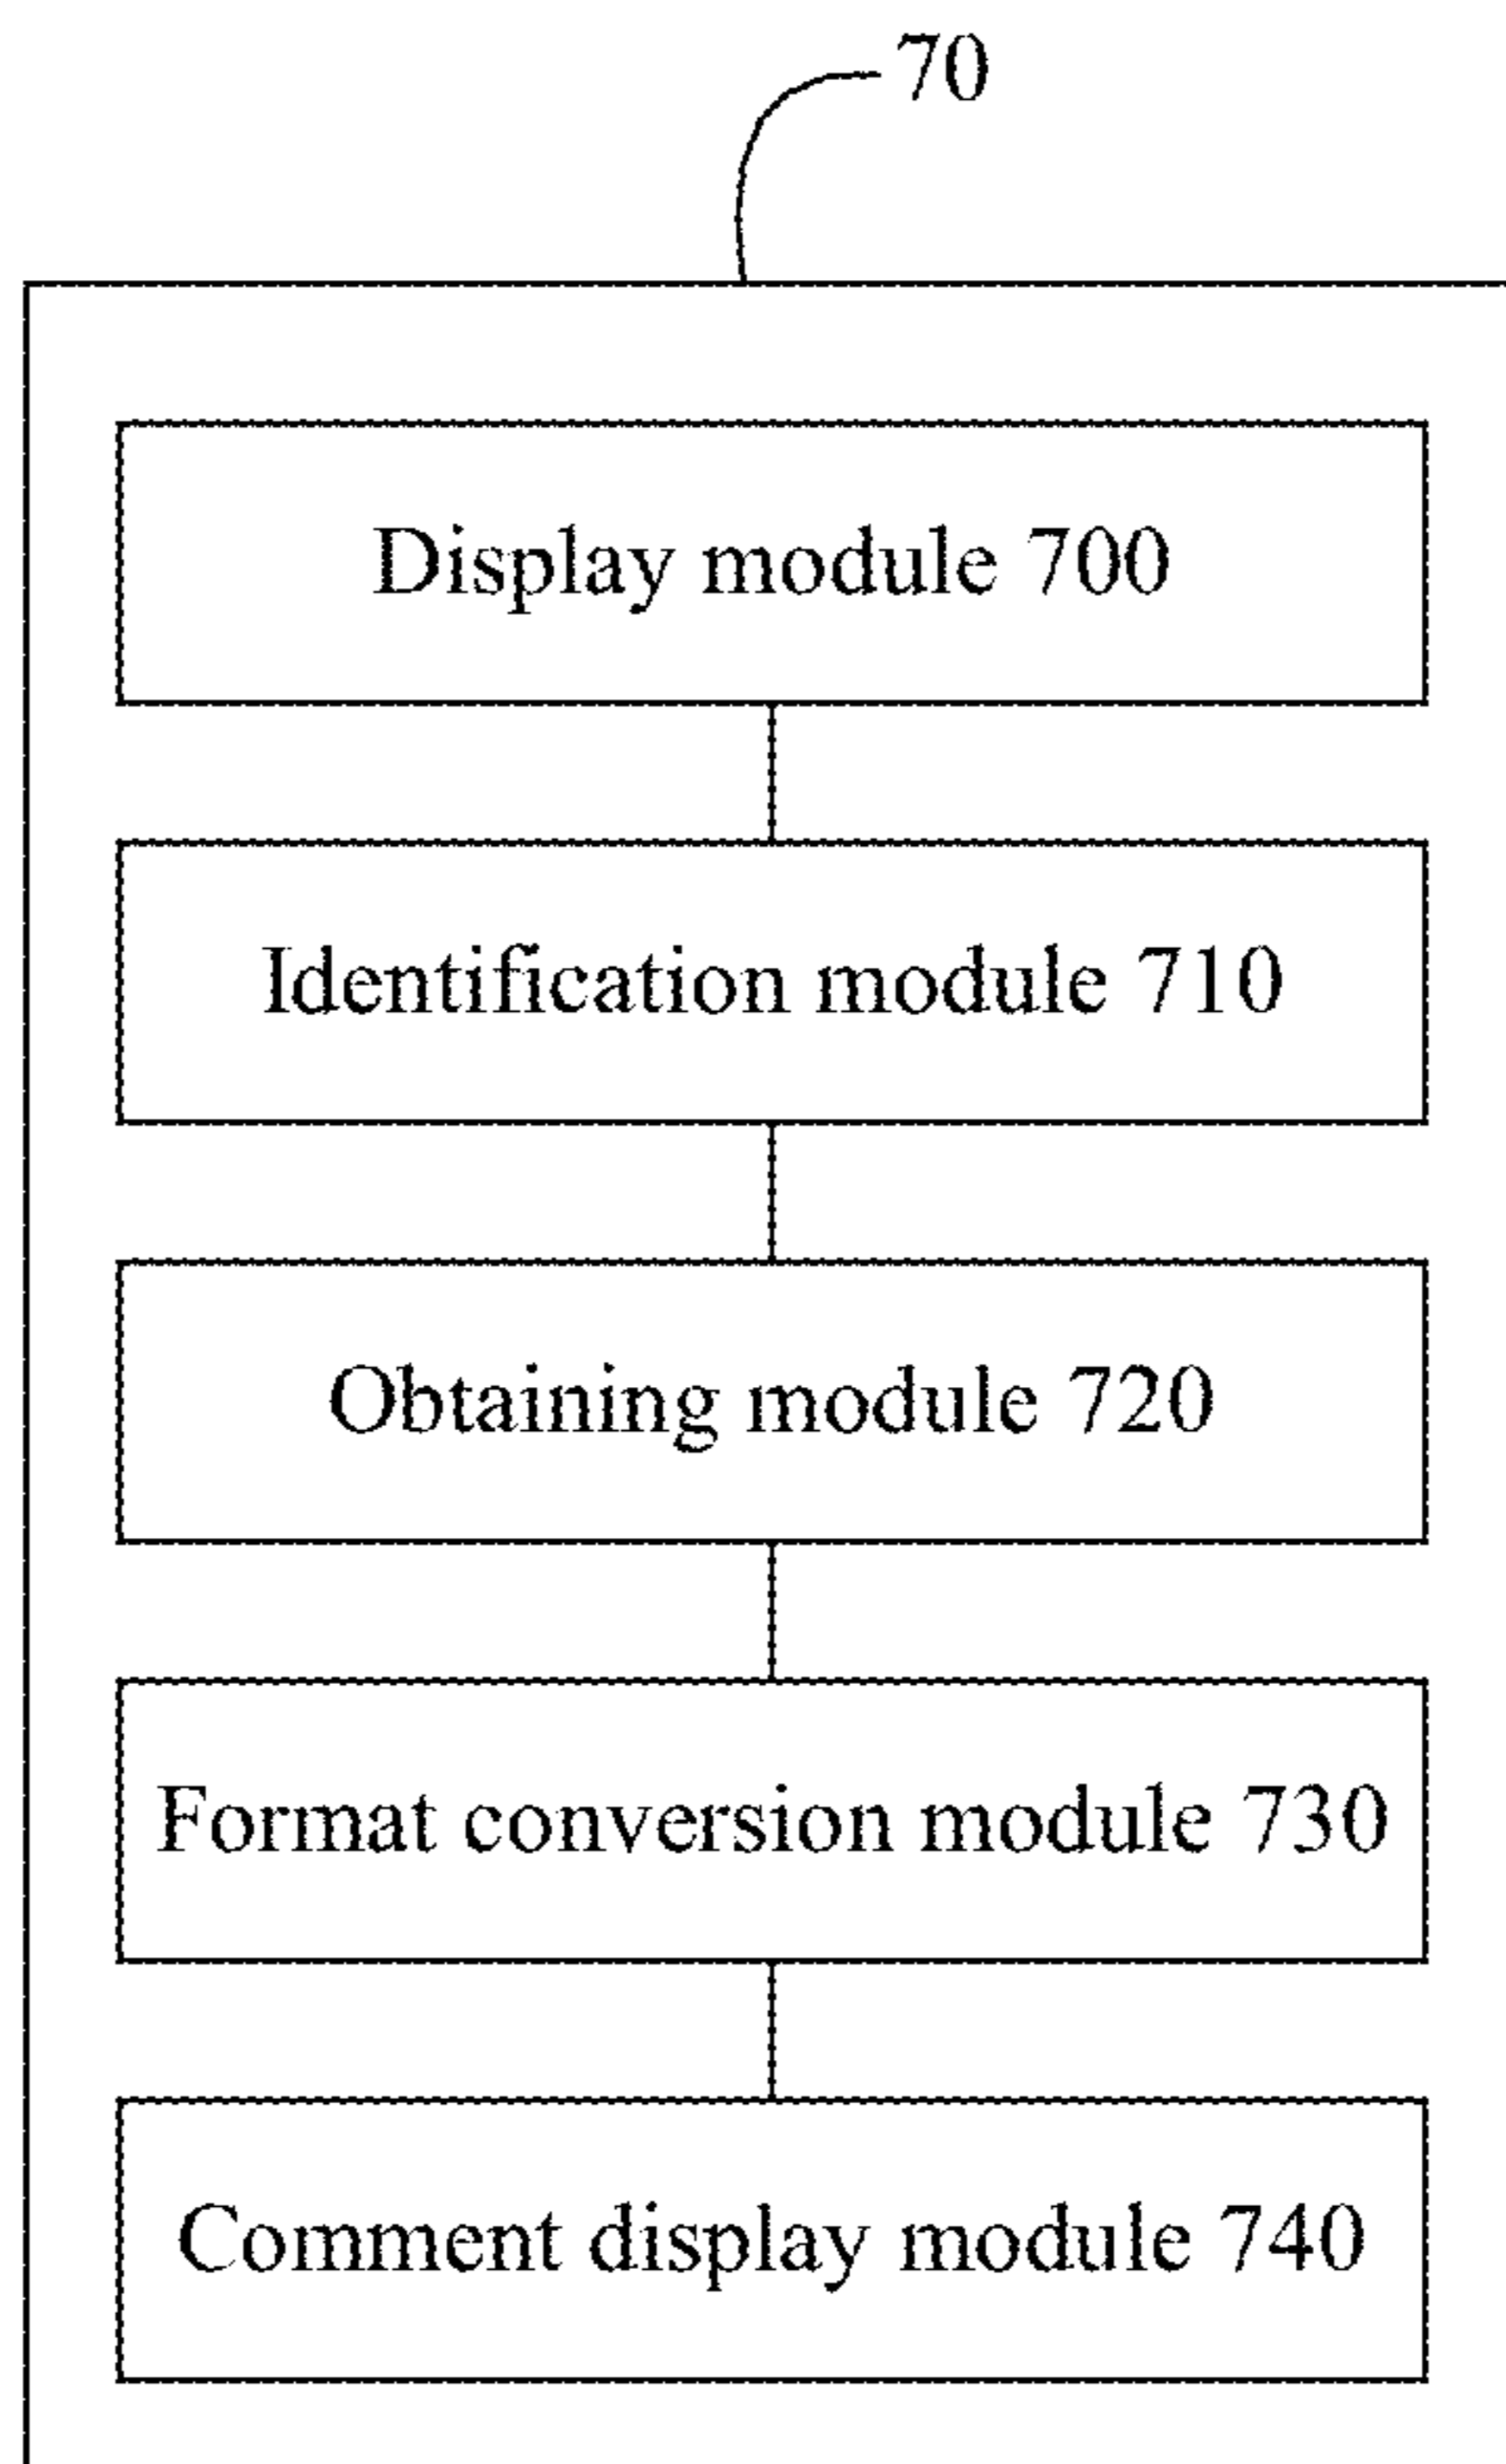 70
Display module 700
Identification module 710
Obtaining module 720
Format conversion module 730
Comment display module 740